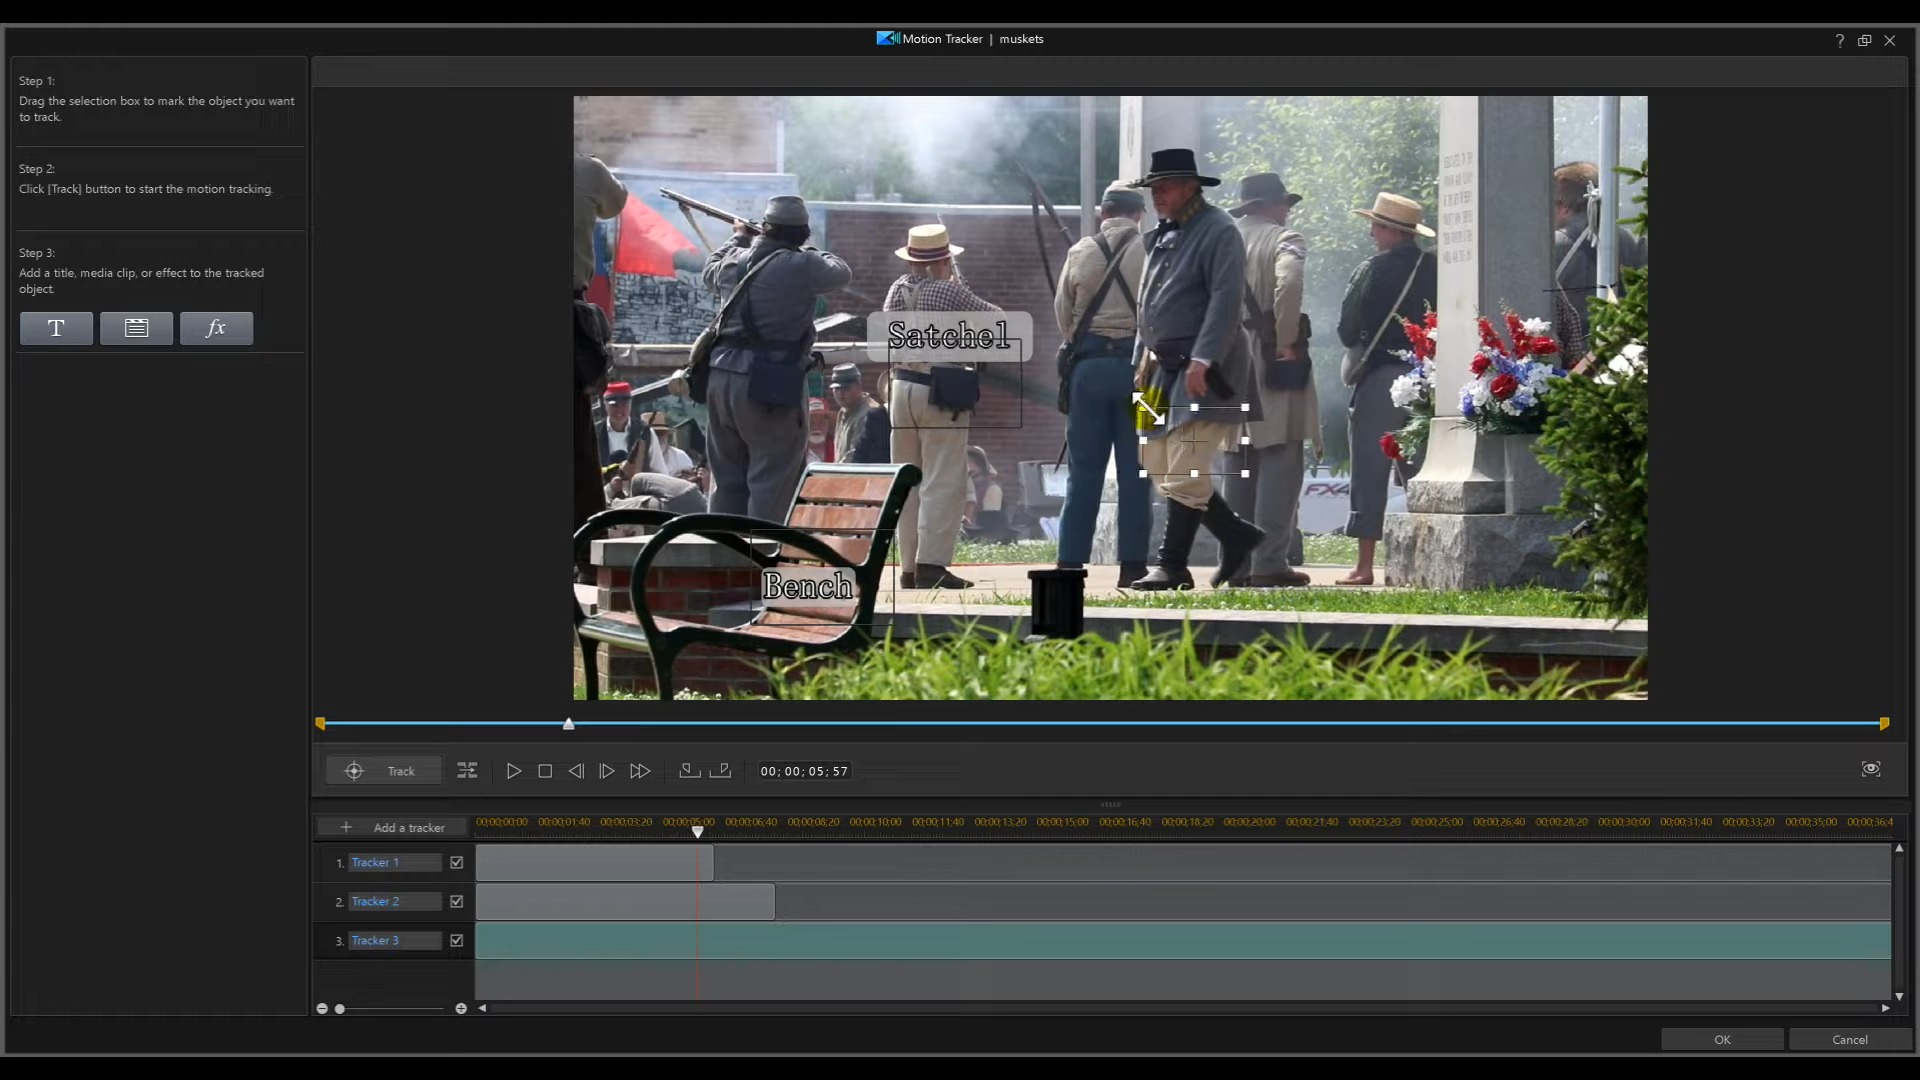 Motion Tracker | muskets
?
Step 1:
Drag the selection box to mark the object you want
to track.
Step 2:
Click [Track] button to start the motion tracking.
Step 3:
Add a title, media clip, or effect to the tracked
object.
T
fx
Satchel
Bench
FX4
Track
00; 00; 05; 57
Add a tracker
00;00;00;00 00;00;01;40 00;00;03;20 00;00;05;00 00;00;06;40 00;00;08;20 00;00;10;00 00;00;11;40 00;00;13;20 00;00;15;00 00;00;16;40 00;00;18;20 00;00;20;00 00;00;21;40 00;00;23;20 00;00;25;00 00;00;26;40 00;00;28;20 00;00;30;00 00;00;31;40 00;00;33;20 00;00;35;00 00;00;36;4
1. Tracker 1
2. Tracker 2
3. Tracker 3
OK
Cancel